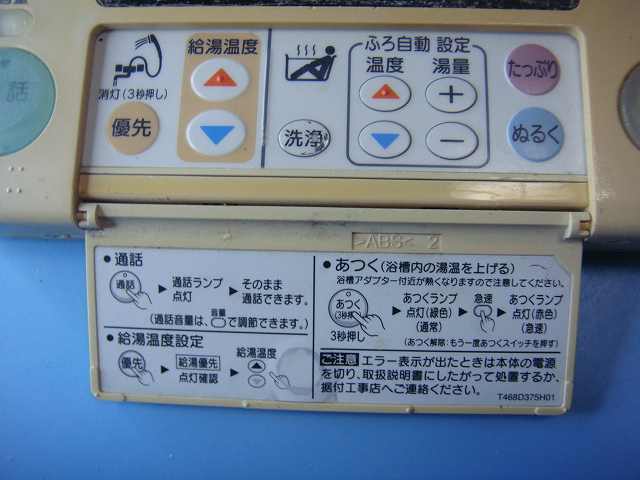 給湯温度
ふろ自動 設定
温度 湯量
たっぷり
消灯(3秒押し)
話
優先
洗浄
ぬるく
>ABS< 2
●通話
通話 ▶ 通話ランプ点灯 ▶ そのまま通話できます。
(通話音量は、音量で調節できます。)
●給湯温度設定
優先 ▶ 給湯優先点灯確認 ▶ 給湯温度
●あつく(浴槽内の湯温を上げる)
浴槽アダプター付近が熱くなりますので注意してください。
あつく(3秒押し) ▶ あつくランプ ▶ 急速 ▶ あつくランプ
点灯(緑色) 点灯(赤色)
3秒押し (通常) (急速)
(あつく解除:もう一度あつくスイッチを押す)
ご注意 エラー表示が出たときは本体の電源
を切り、取扱説明書にしたがって処置するか、
据付工事店へご連絡ください。
T468D375H01